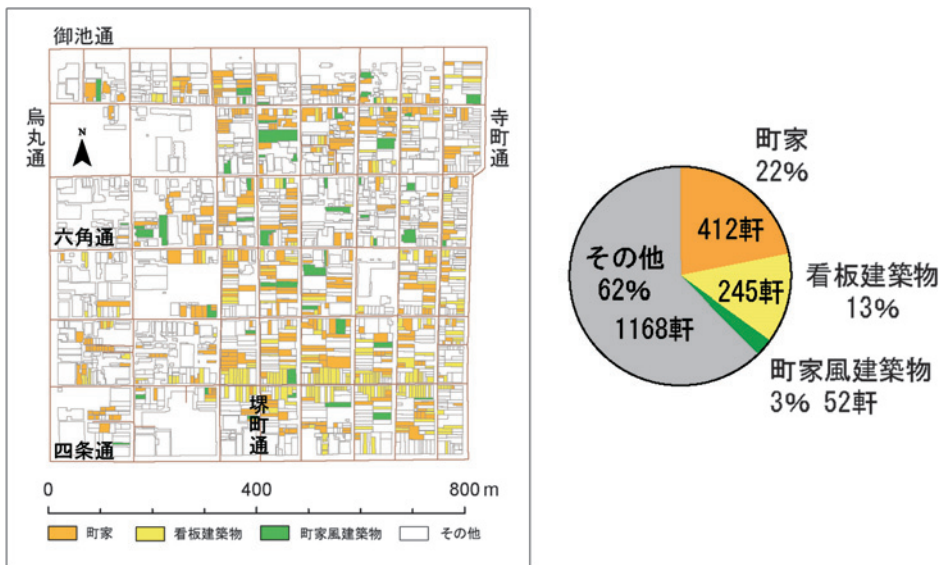 御池通
烏丸通
寺町通
N
六角通
堺町通
四条通
0 400 800 m
町家 看板建築物 町家風建築物 その他
町家
22%
412軒
看板建築物
13%
245軒
町家風建築物
3% 52軒
その他
62%
1168軒